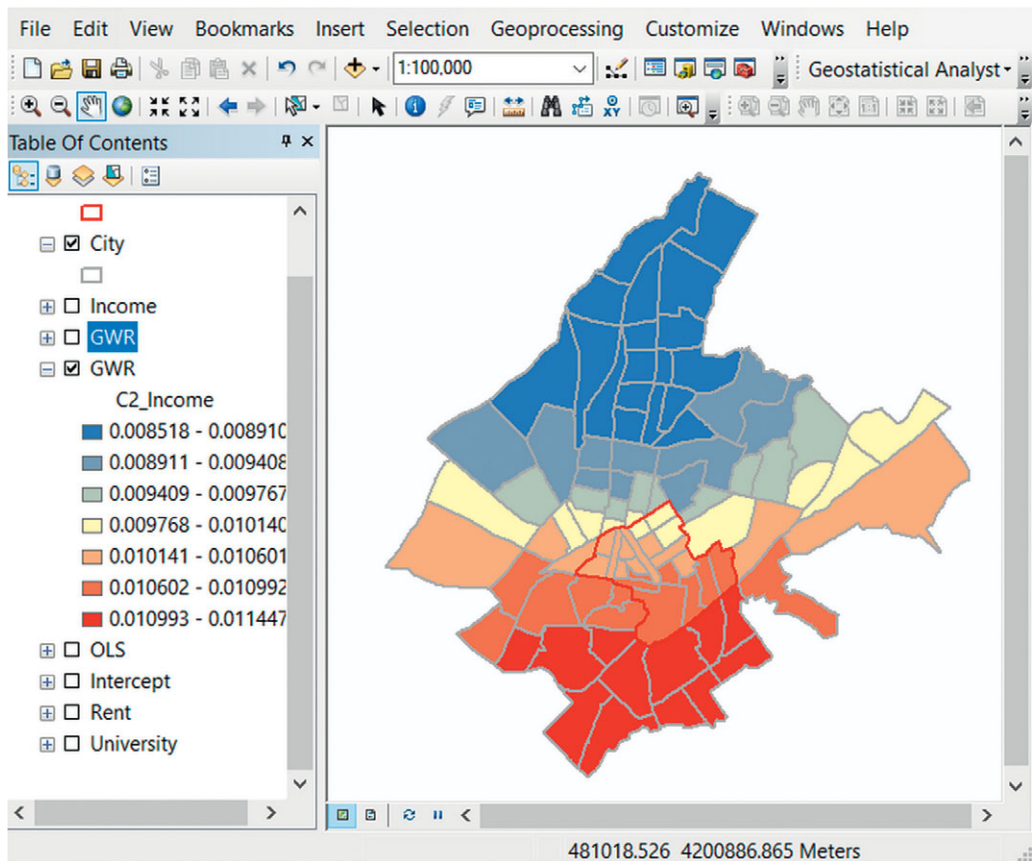 File Edit View Bookmarks Insert Selection Geoprocessing Customize Windows Help
1:100,000 Geostatistical Analyst
XY
Table Of Contents
City
Income
GWR
GWR
C2_Income
0.008518 - 0.008910
0.008911 - 0.009408
0.009409 - 0.009767
0.009768 - 0.010140
0.010141 - 0.010601
0.010602 - 0.010992
0.010993 - 0.011447
OLS
Intercept
Rent
University
481018.526 4200886.865 Meters